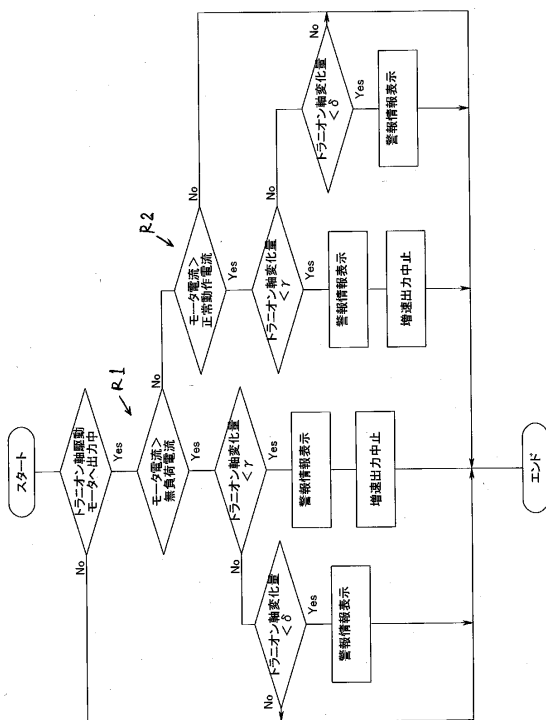 スタート
トラニオン軸駆動
モータへ出力中
No
Yes
R1
モータ電流>
無負荷電流
No
Yes
R2
モータ電流>
正常動作電流
No
Yes
トラニオン軸変化量
<γ
No
Yes
トラニオン軸変化量
<γ
No
Yes
トラニオン軸変化量
<δ
No
Yes
トラニオン軸変化量
<δ
No
Yes
警報情報表示
警報情報表示
増速出力中止
警報情報表示
増速出力中止
警報情報表示
エンド